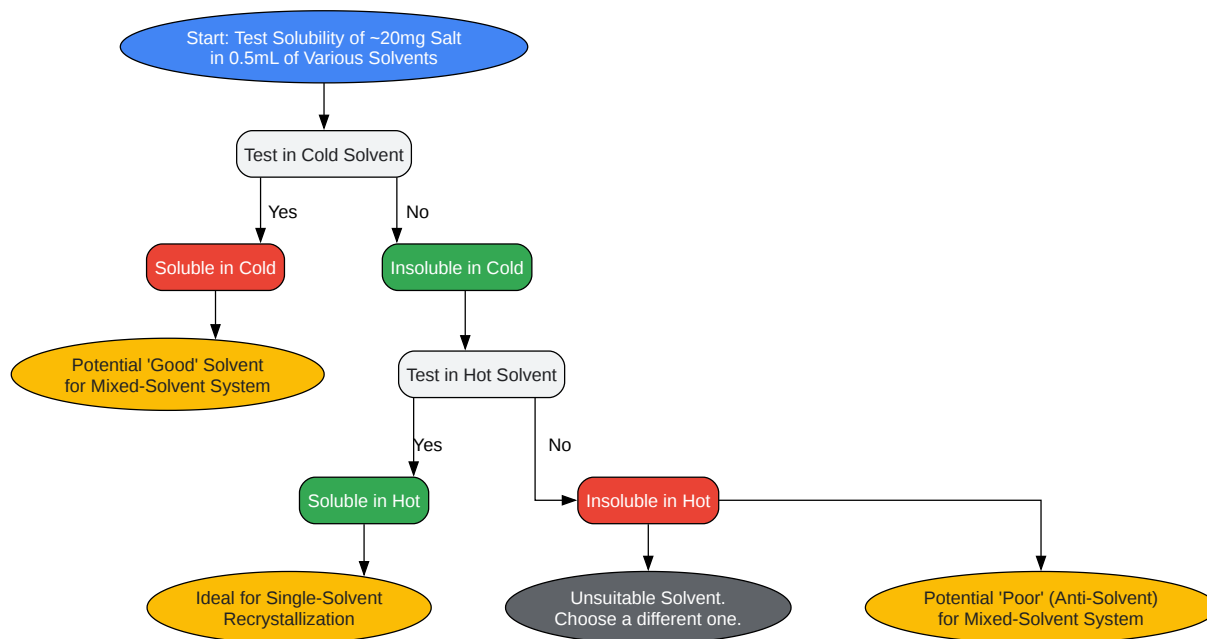 Start: Test Solubility of ~20mg Salt
in 0.5mL of Various Solvents
Test in Cold Solvent
Yes
No
Soluble in Cold
Insoluble in Cold
Potential 'Good' Solvent
for Mixed-Solvent System
Test in Hot Solvent
Yes
No
Soluble in Hot
Insoluble in Hot
Ideal for Single-Solvent
Recrystallization
Unsuitable Solvent.
Choose a different one.
Potential 'Poor' (Anti-Solvent)
for Mixed-Solvent System